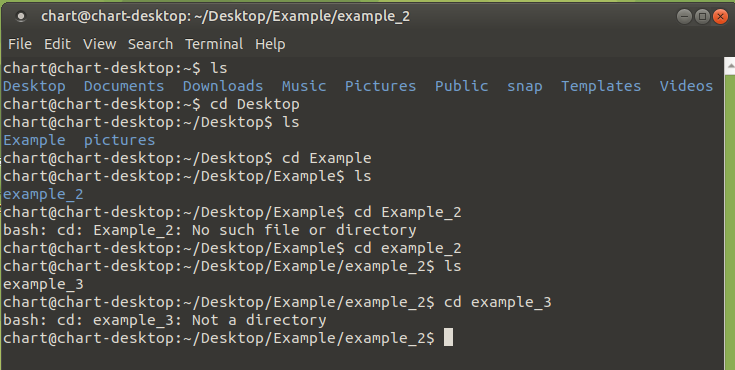 chart@chart-desktop: ~/Desktop/Example/example_2
File Edit View Search Terminal Help
chart@chart-desktop:~$ ls
Desktop  Documents  Downloads  Music  Pictures  Public  snap  Templates  Videos
chart@chart-desktop:~$ cd Desktop
chart@chart-desktop:~/Desktop$ ls
Example  pictures
chart@chart-desktop:~/Desktop$ cd Example
chart@chart-desktop:~/Desktop/Example$ ls
example_2
chart@chart-desktop:~/Desktop/Example$ cd Example_2
bash: cd: Example_2: No such file or directory
chart@chart-desktop:~/Desktop/Example$ cd example_2
chart@chart-desktop:~/Desktop/Example/example_2$ ls
example_3
chart@chart-desktop:~/Desktop/Example/example_2$ cd example_3
bash: cd: example_3: Not a directory
chart@chart-desktop:~/Desktop/Example/example_2$